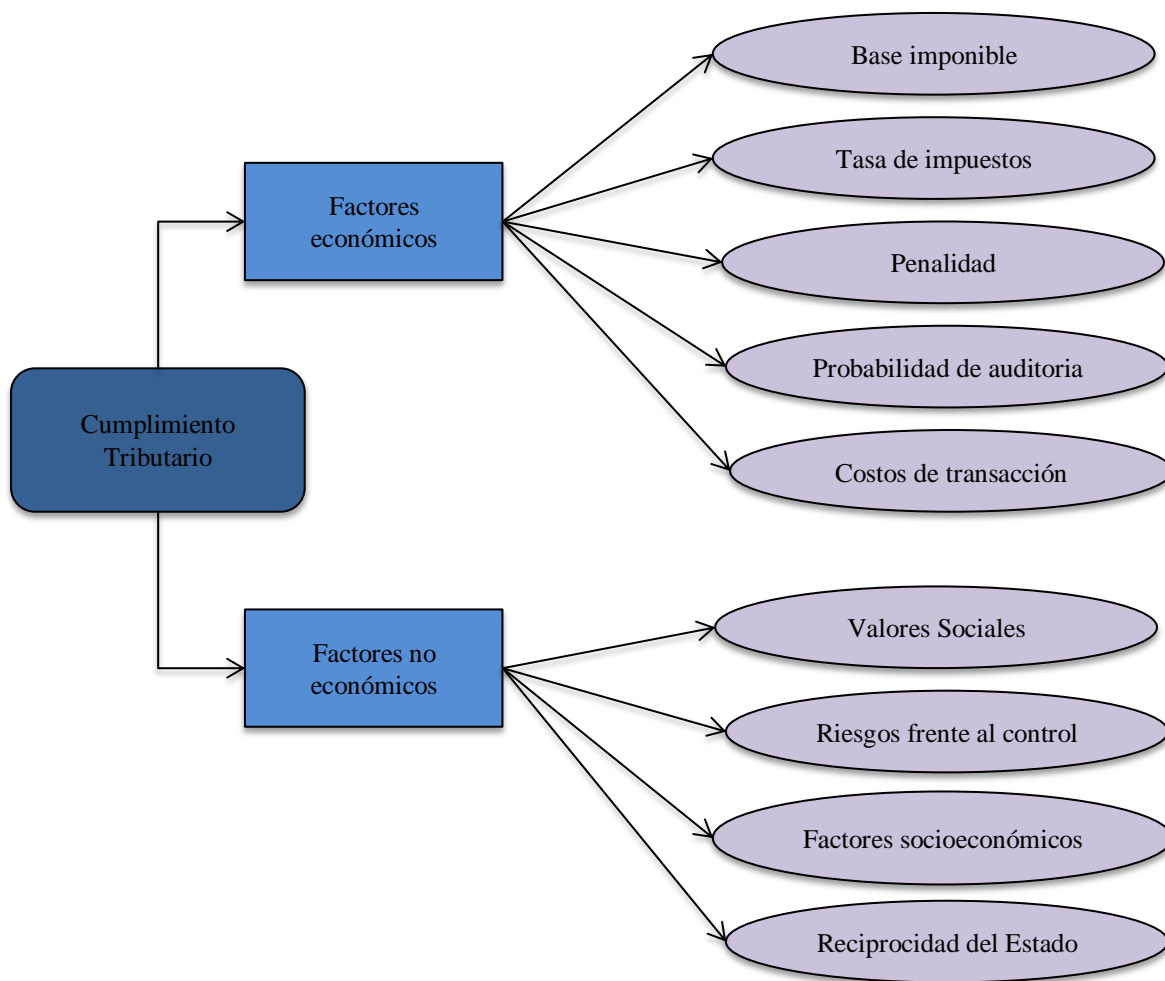 Base imponible
Tasa de impuestos
Factores
económicos
Penalidad
Probabilidad de auditoria
Cumplimiento
Tributario
Costos de transacción
Valores Sociales
Factores no
económicos
Riesgos frente al control
Factores socioeconómicos
Reciprocidad del Estado